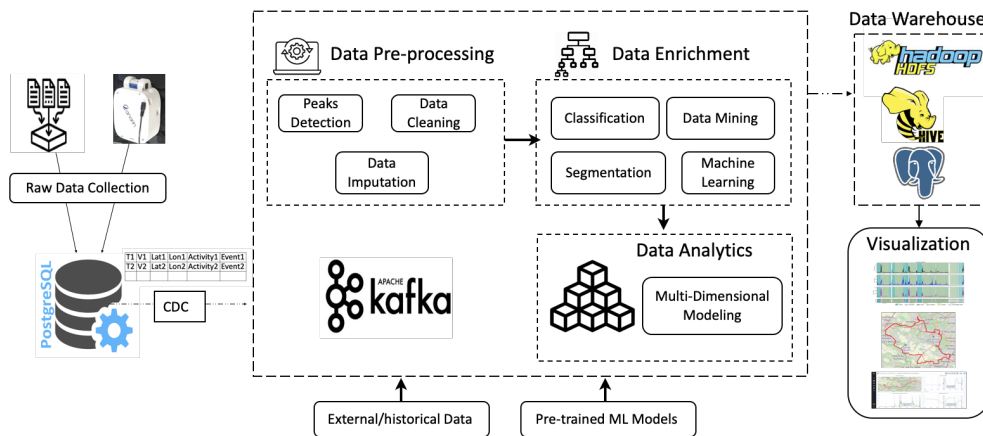 Data Warehouse
Data Pre-processing
Data Enrichment
hadoop
HDFS
Peaks
Detection
Data
Cleaning
Data
Imputation
Classification
Data Mining
Segmentation
Machine
Learning
HIVE
Raw Data Collection
T1 V1 Lat1 Lon1 Activity1 Event1
T2 V2 Lat2 Lon2 Activity2 Event2
PostgreSQL
CDC
APACHE
kafka
Data Analytics
Multi-Dimensional
Modeling
Visualization
External/historical Data
Pre-trained ML Models